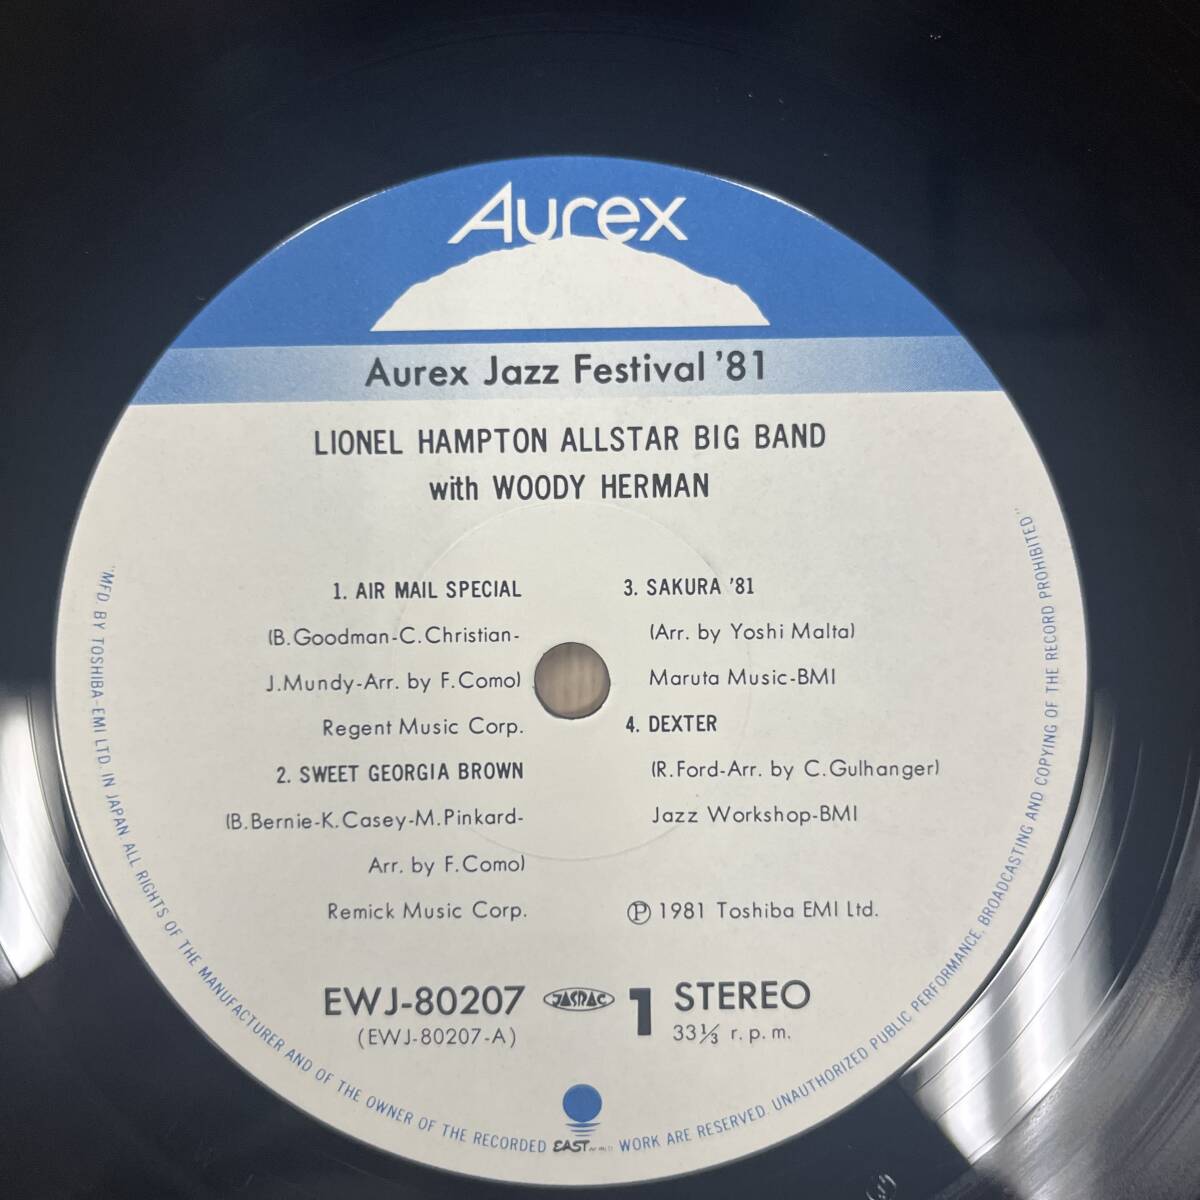 Aurex
Aurex Jazz Festival '81
LIONEL HAMPTON ALLSTAR BIG BAND
with WOODY HERMAN
1. AIR MAIL SPECIAL
(B.Goodman-C.Christian-
J.Mundy-Arr. by F.Como)
Regent Music Corp.
2. SWEET GEORGIA BROWN
(B.Bernie-K.Casey-M.Pinkard-
Arr. by F.Como)
Remick Music Corp.
3. SAKURA '81
(Arr. by Yoshi Malta)
Maruta Music-BMI
4. DEXTER
(R.Ford-Arr. by C.Gulhanger)
Jazz Workshop-BMI
Ⓟ 1981 Toshiba EMI Ltd.
EWJ-80207
(EWJ-80207-A)
JASRAC
1
STEREO
33⅓ r.p.m.
"MFD. BY TOSHIBA-EMI LTD. IN JAPAN ALL RIGHTS OF THE MANUFACTURER AND OF THE OWNER OF THE RECORDED WORK ARE RESERVED. UNAUTHORIZED PUBLIC PERFORMANCE, BROADCASTING AND COPYING OF THE RECORD PROHIBITED"
EAST